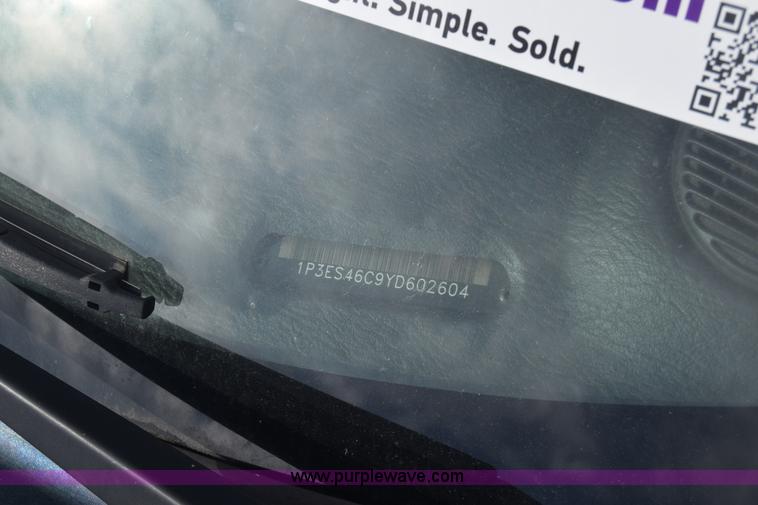 Simple. Sold.
1P3ES46C9YD602604
www.purplewave.com